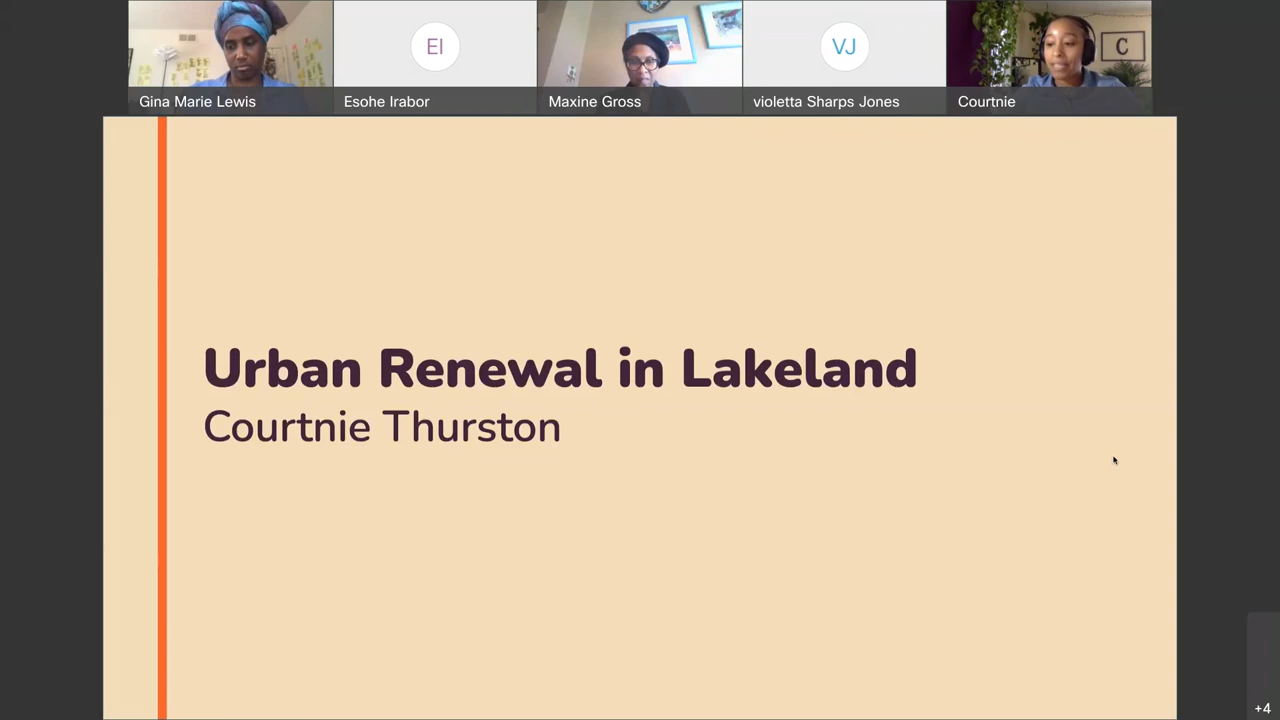 EI
VJ
C
Gina Marie Lewis
Esohe Irabor
Maxine Gross
violetta Sharps Jones
Courtnie
Urban Renewal in Lakeland
Courtnie Thurston
+4